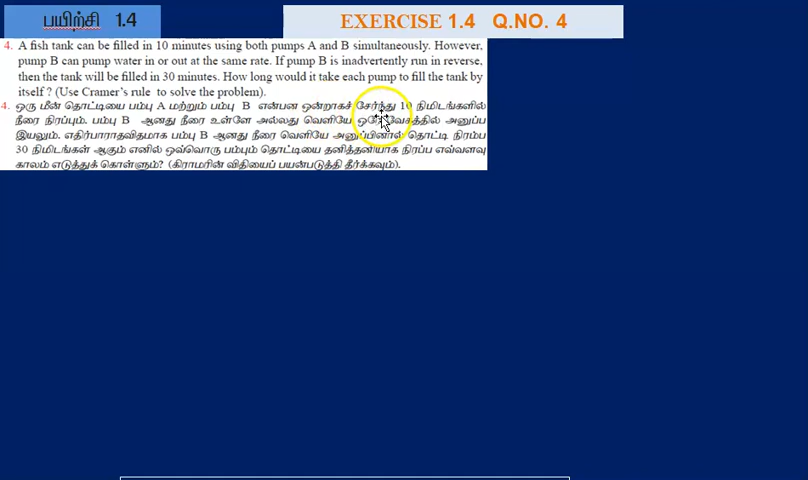 பயிற்சி 1.4
EXERCISE 1.4 Q.NO. 4
4. A fish tank can be filled in 10 minutes using both pumps A and B simultaneously. However,
pump B can pump water in or out at the same rate. If pump B is inadvertently run in reverse,
then the tank will be filled in 30 minutes. How long would it take each pump to fill the tank by
itself ? (Use Cramer's rule to solve the problem).
4. ஒரு மீன் தொட்டியை பம்பு A மற்றும் பம்பு B என்பன ஒன்றாகச் சேர்ந்து 10 நிமிடங்களில்
நீரை நிரப்பும். பம்பு B ஆனது நீரை உள்ளே அல்லது வெளியே ஒரே வேகத்தில் அனுப்ப
இயலும். எதிர்பாராதவிதமாக பம்பு B ஆனது நீரை வெளியே அனுப்பினால் தொட்டி நிரம்ப
30 நிமிடங்கள் ஆகும் எனில் ஒவ்வொரு பம்பும் தொட்டியை தனித்தனியாக நிரப்ப எவ்வளவு
காலம் எடுத்துக் கொள்ளும்? (கிராமரின் விதியைப் பயன்படுத்தி தீர்க்கவும்).